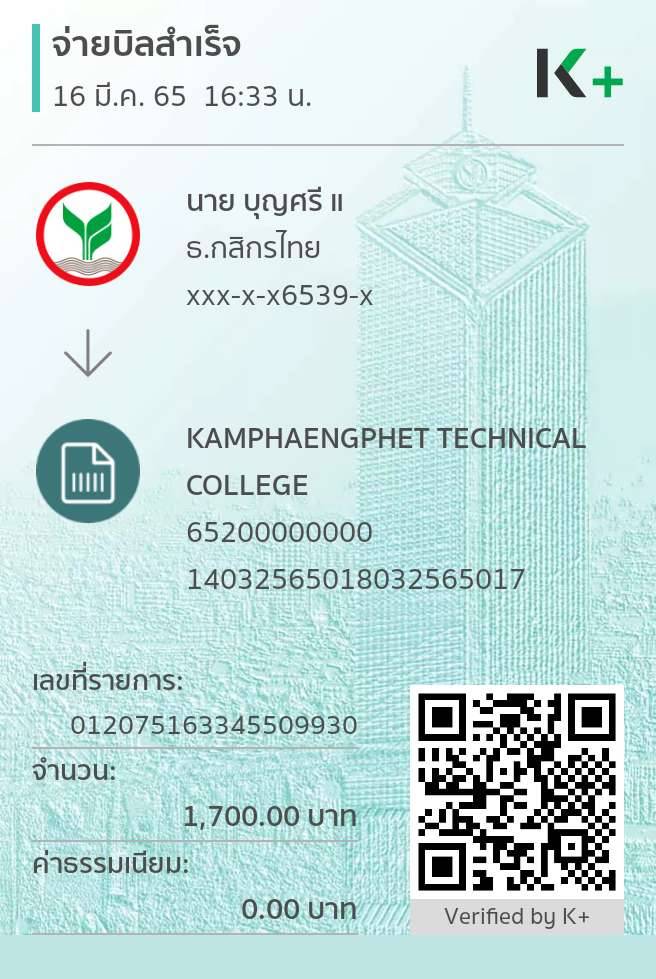 จ่ายบิลสำเร็จ
16 มี.ค. 65 16:33 น.
K+
นาย บุญศรี แ
ธ.กสิกรไทย
xxx-x-x6539-x
KAMPHAENGPHET TECHNICAL
COLLEGE
65200000000
14032565018032565017
เลขที่รายการ:
012075163345509930
จำนวน:
1,700.00 บาท
ค่าธรรมเนียม:
0.00 บาท
Verified by K+